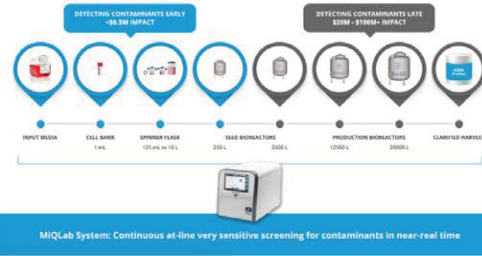 DETECTING CONTAMINANTS EARLY
~$0.5M IMPACT
DETECTING CONTAMINANTS LATE
$20M - $100M+ IMPACT
INPUT MEDIA
CELL BANK
SPINNER FLASK
SEED BIOREACTORS
PRODUCTION BIOREACTORS
CLARIFIED HARVEST
1 mL
125 mL to 10 L
250 L
2500 L
12500 L
20000 L
MiQLab System: Continuous at-line very sensitive screening for contaminants in near-real time